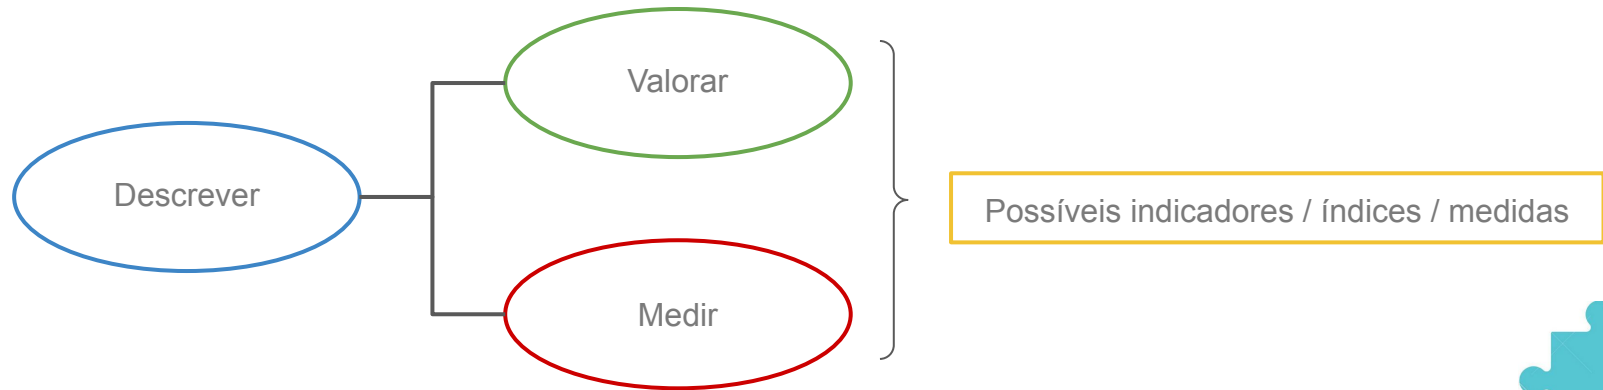 Valorar
Descrever
Possíveis indicadores / índices / medidas
Medir